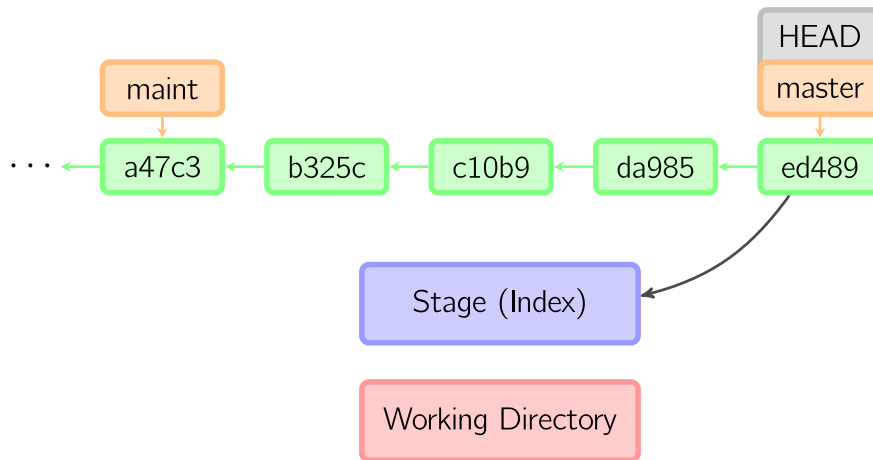 HEAD
maint
master
...
a47c3
b325c
c10b9
da985
ed489
Stage (Index)
Working Directory